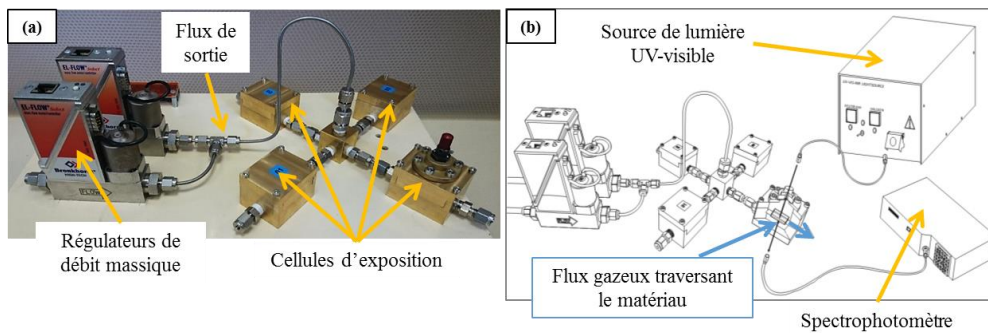 (a)
Flux de
sortie
EL-FLOW
EL-FLOW
Bronkhorst
FLOW
Régulateurs de
débit massique
Cellules d’exposition
(b)
Source de lumière
UV-visible
Flux gazeux traversant
le matériau
Spectrophotomètre